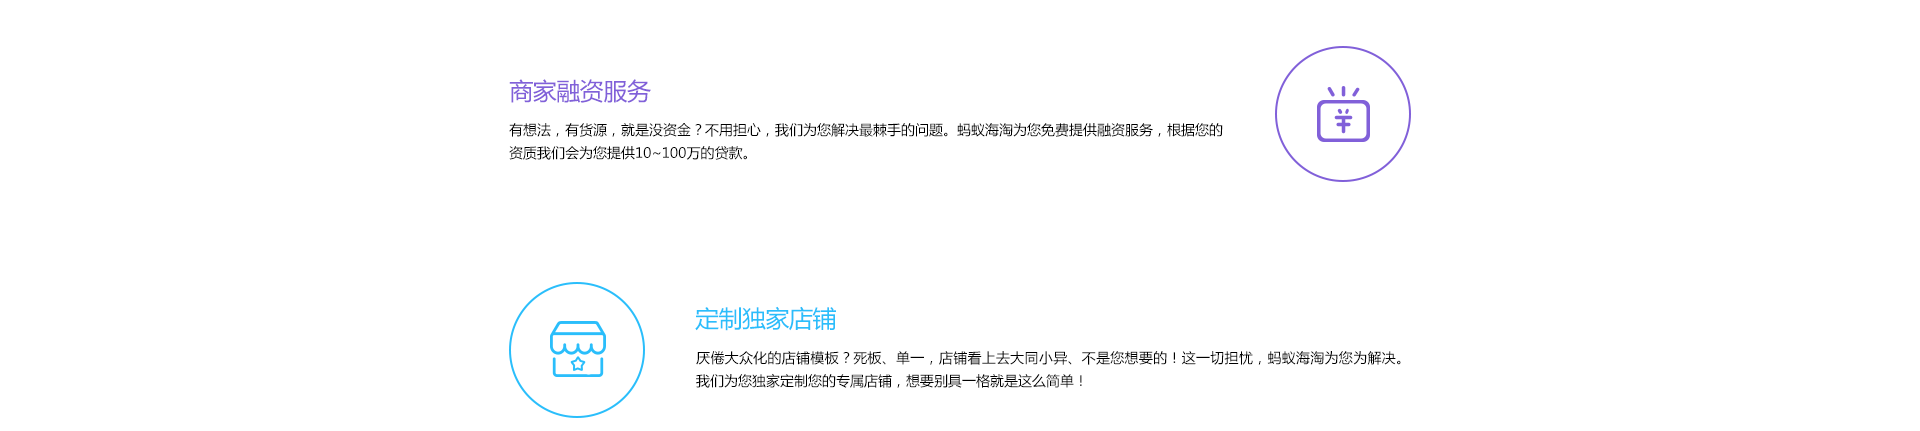 商家融资服务
有想法，有货源，就是没资金？不用担心，我们为您解决最棘手的问题。蚂蚁海淘为您免费提供融资服务，根据您的
资质我们会为您提供10~100万的贷款。
定制独家店铺
厌倦大众化的店铺模板？死板、单一，店铺看上去大同小异、不是您想要的！这一切担忧，蚂蚁海淘为您为解决。
我们为您独家定制您的专属店铺，想要别具一格就是这么简单！